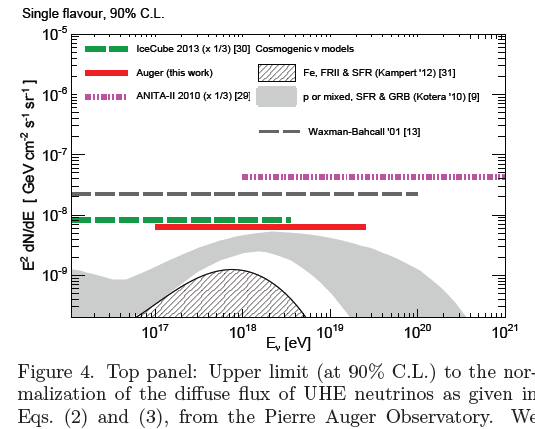 Single flavour, 90% C.L.
10⁻⁵
IceCube 2013 (x 1/3) [30] Cosmogenic ν models
Auger (this work) Fe, FRII & SFR (Kampert '12) [31]
ANITA-II 2010 (x 1/3) [29] p or mixed, SFR & GRB (Kotera '10) [9]
Waxman-Bahcall '01 [13]
10⁻⁶
10⁻⁷
10⁻⁸
10⁻⁹
E² dN/dE [ GeV cm⁻² s⁻¹ sr⁻¹ ]
10¹⁷ 10¹⁸ 10¹⁹ 10²⁰ 10²¹
Eν [eV]
Figure 4. Top panel: Upper limit (at 90% C.L.) to the nor-
malization of the diffuse flux of UHE neutrinos as given in
Eqs. (2) and (3), from the Pierre Auger Observatory. We